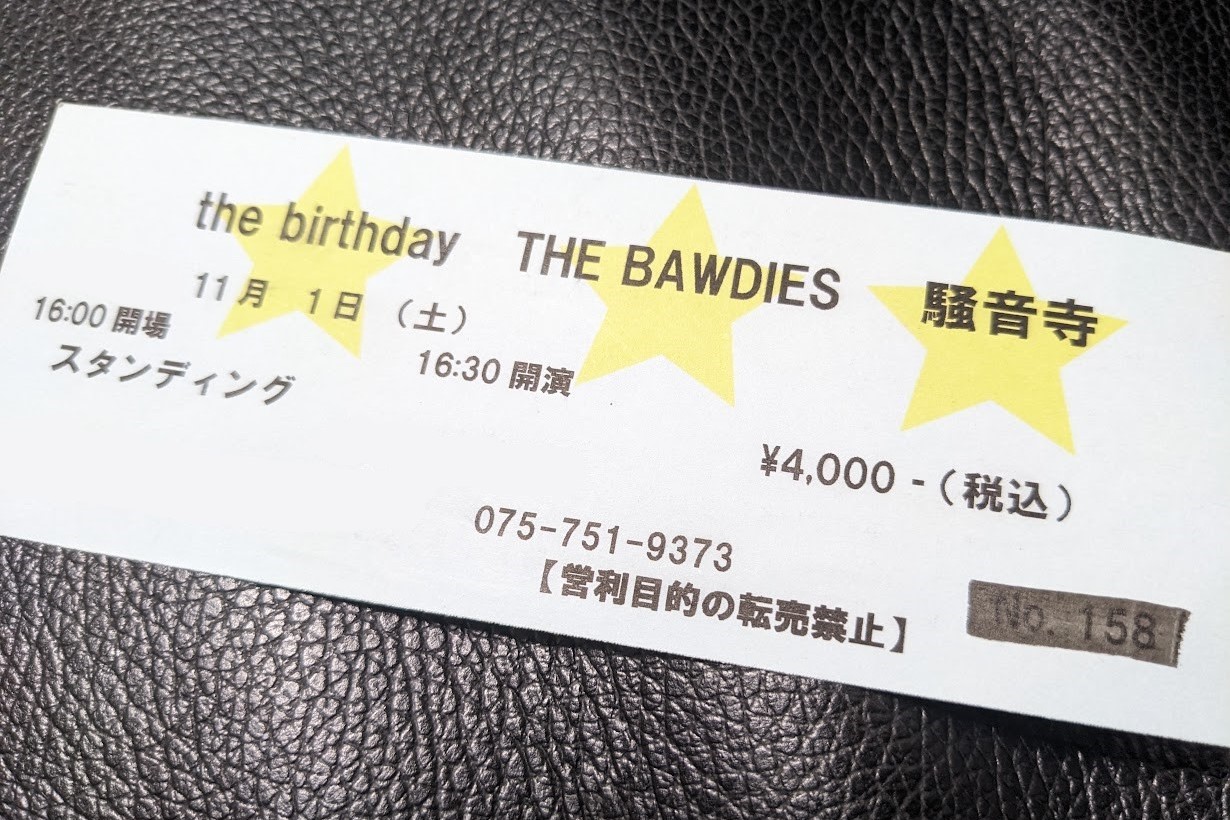 the birthday THE BAWDIES 騒音寺
11月 1日 （土）
16:00 開場 16:30 開演
スタンディング
¥4,000 -（税込）
075-751-9373
【営利目的の転売禁止】
No. 158